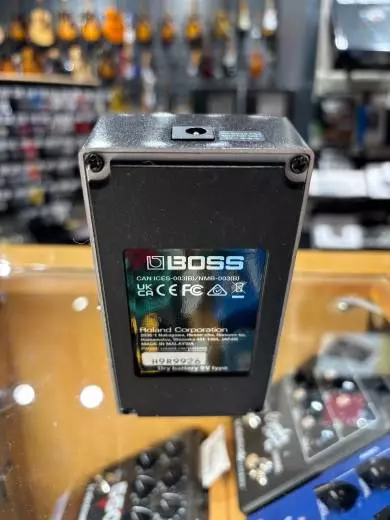 BOSS
CAN ICES-003(B)/NMB-003(B)
UK
CA CE FC
Roland Corporation
MADE IN MALAYSIA
H9R9926
Dry battery 9V type
BOSS